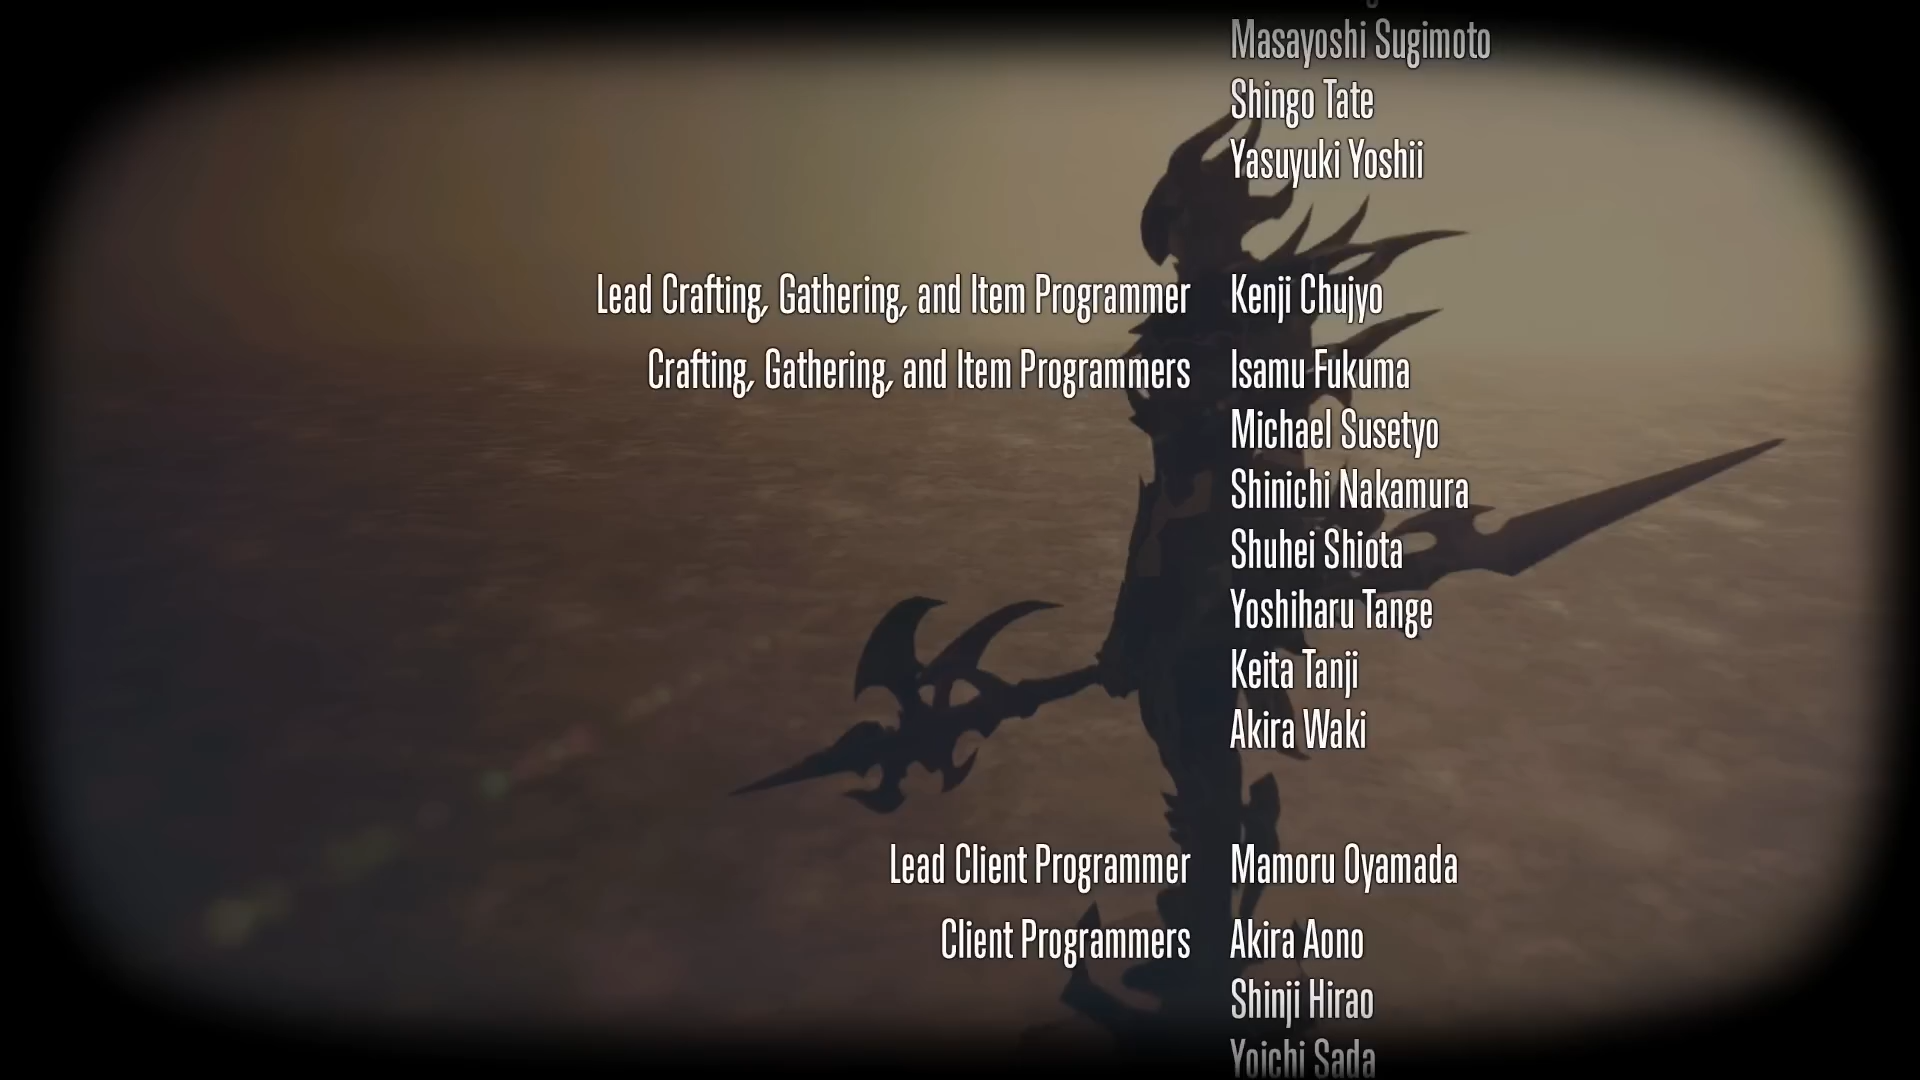 Masayoshi Sugimoto
Shingo Tate
Yasuyuki Yoshii
Lead Crafting, Gathering, and Item Programmer Kenji Chujyo
Crafting, Gathering, and Item Programmers Isamu Fukuma
Michael Susetyo
Shinichi Nakamura
Shuhei Shiota
Yoshiharu Tange
Keita Tanji
Akira Waki
Lead Client Programmer Mamoru Oyamada
Client Programmers Akira Aono
Shinji Hirao
Yoichi Sada